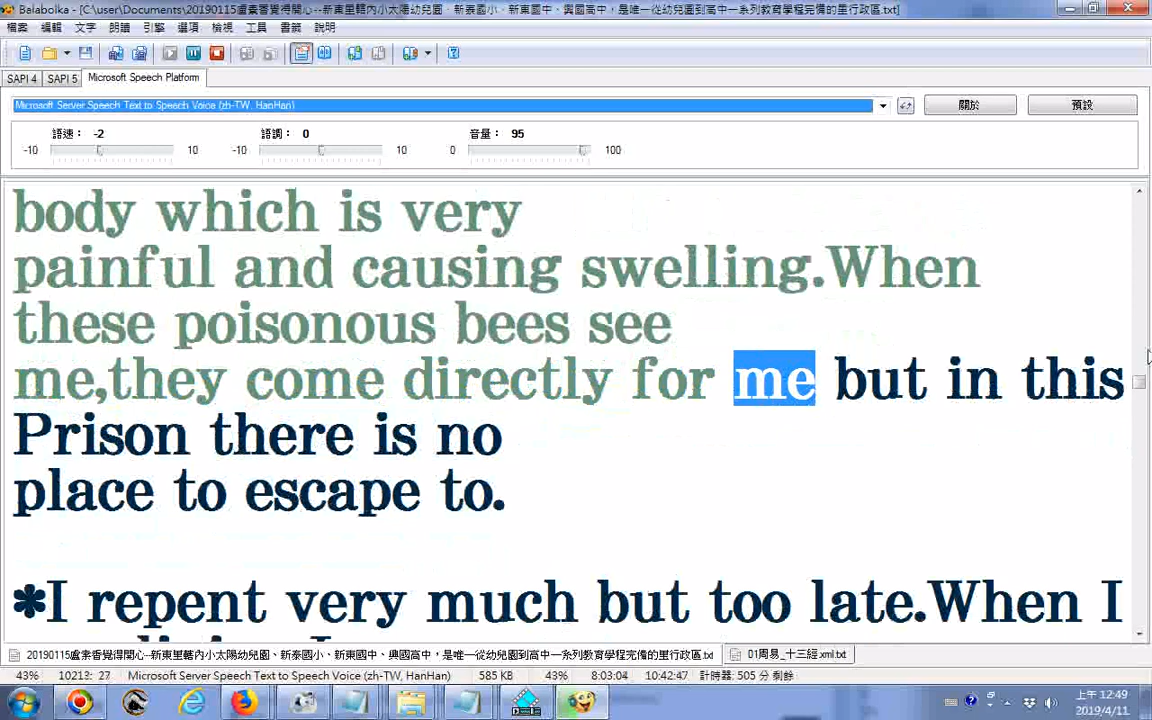 Balabolka - [C:\user\Documents\20190115盧素香覺得開心--新東里轄內小太陽幼兒園、新泰國小、新東國中、興國高中，是唯一從幼兒園到高中一系列教育學程完備的里行政區.txt]
檔案 編輯 文字 朗讀 引擎 選項 檢視 工具 書籤 說明
SAPI 4 SAPI 5 Microsoft Speech Platform
Microsoft Server Speech Text to Speech Voice (zh-TW, HanHan) 關於 預設
語速： -2 語調： 0 音量： 95
-10 10 -10 10 0 100
body which is very
painful and causing swelling.When
these poisonous bees see
me,they come directly for me but in this
Prison there is no
place to escape to.
*I repent very much but too late.When I
20190115盧素香覺得開心--新東里轄內小太陽幼兒園、新泰國小、新東國中、興國高中，是唯一從幼兒園到高中一系列教育學程完備的里行政區.txt 01周易_十三經.xml.txt
43% 10213: 27 Microsoft Server Speech Text to Speech Voice (zh-TW, HanHan) 585 KB 43% 8:03:04 10:42:47 計時器: 505 分 剩餘
上午 12:49
2019/4/11